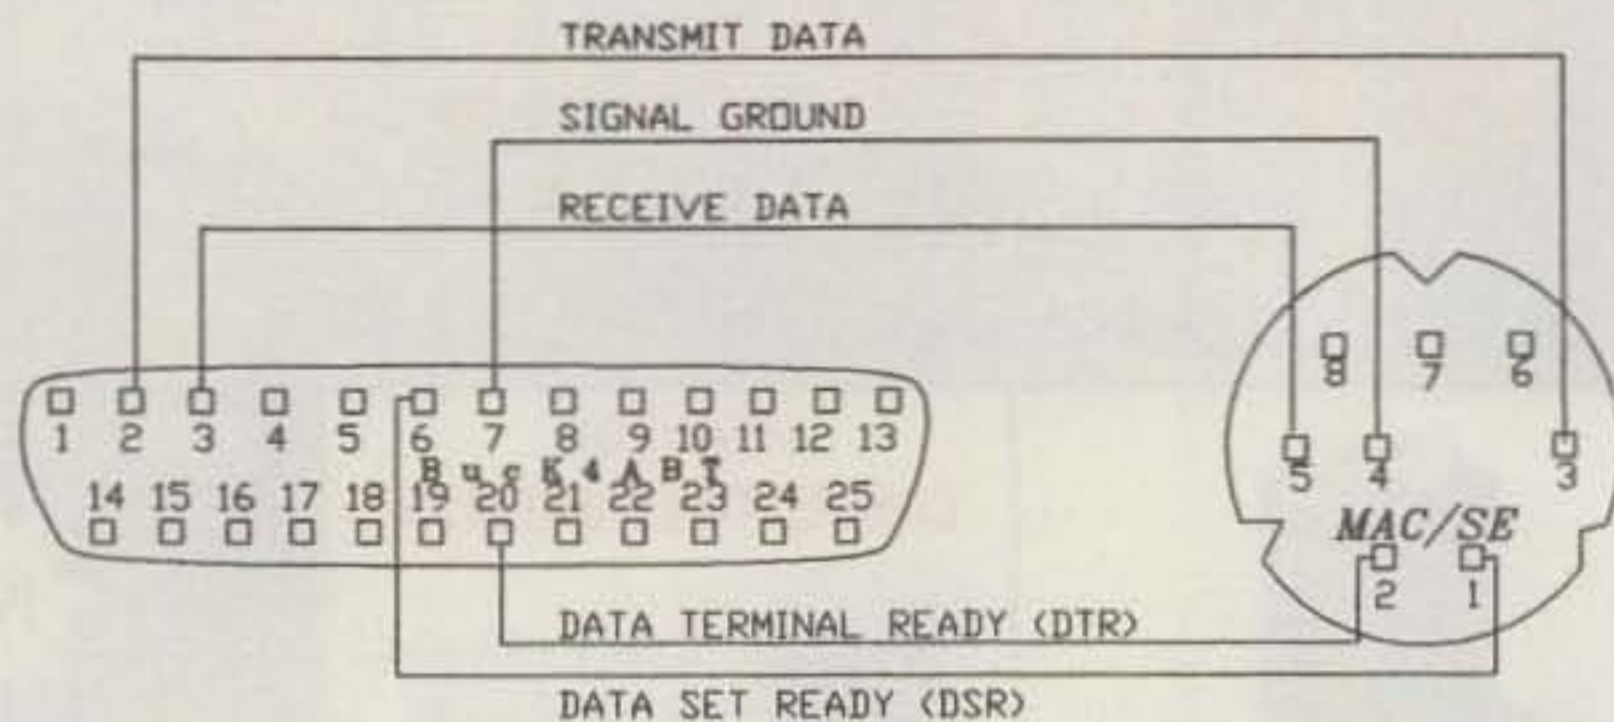 TRANSMIT DATA
SIGNAL GROUND
RECEIVE DATA
8 7 6
1 2 3 4 5 6 7 8 9 10 11 12 13
5 4 3
BucK4ABT
14 15 16 17 18 19 20 21 22 23 24 25
MAC/SE
2 1
DATA TERMINAL READY (DTR)
DATA SET READY (DSR)